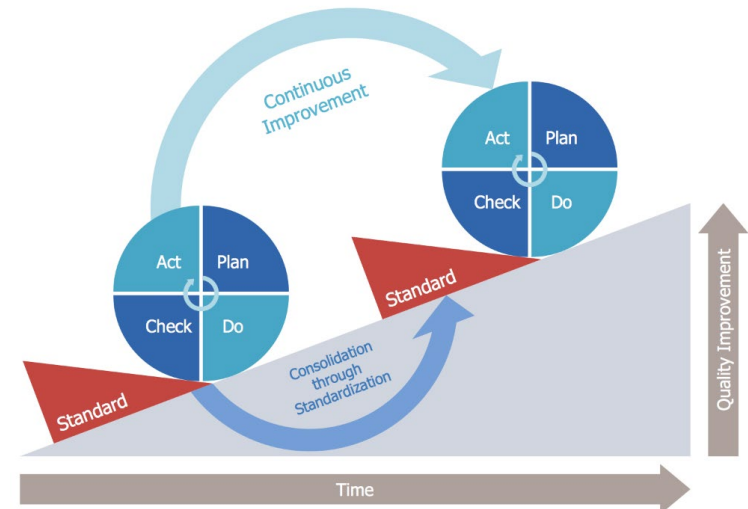 Continuous
Improvement
Act
Plan
Check
Do
Act
Plan
Check
Do
Standard
Standard
Consolidation
through
Standardization
Quality Improvement
Time